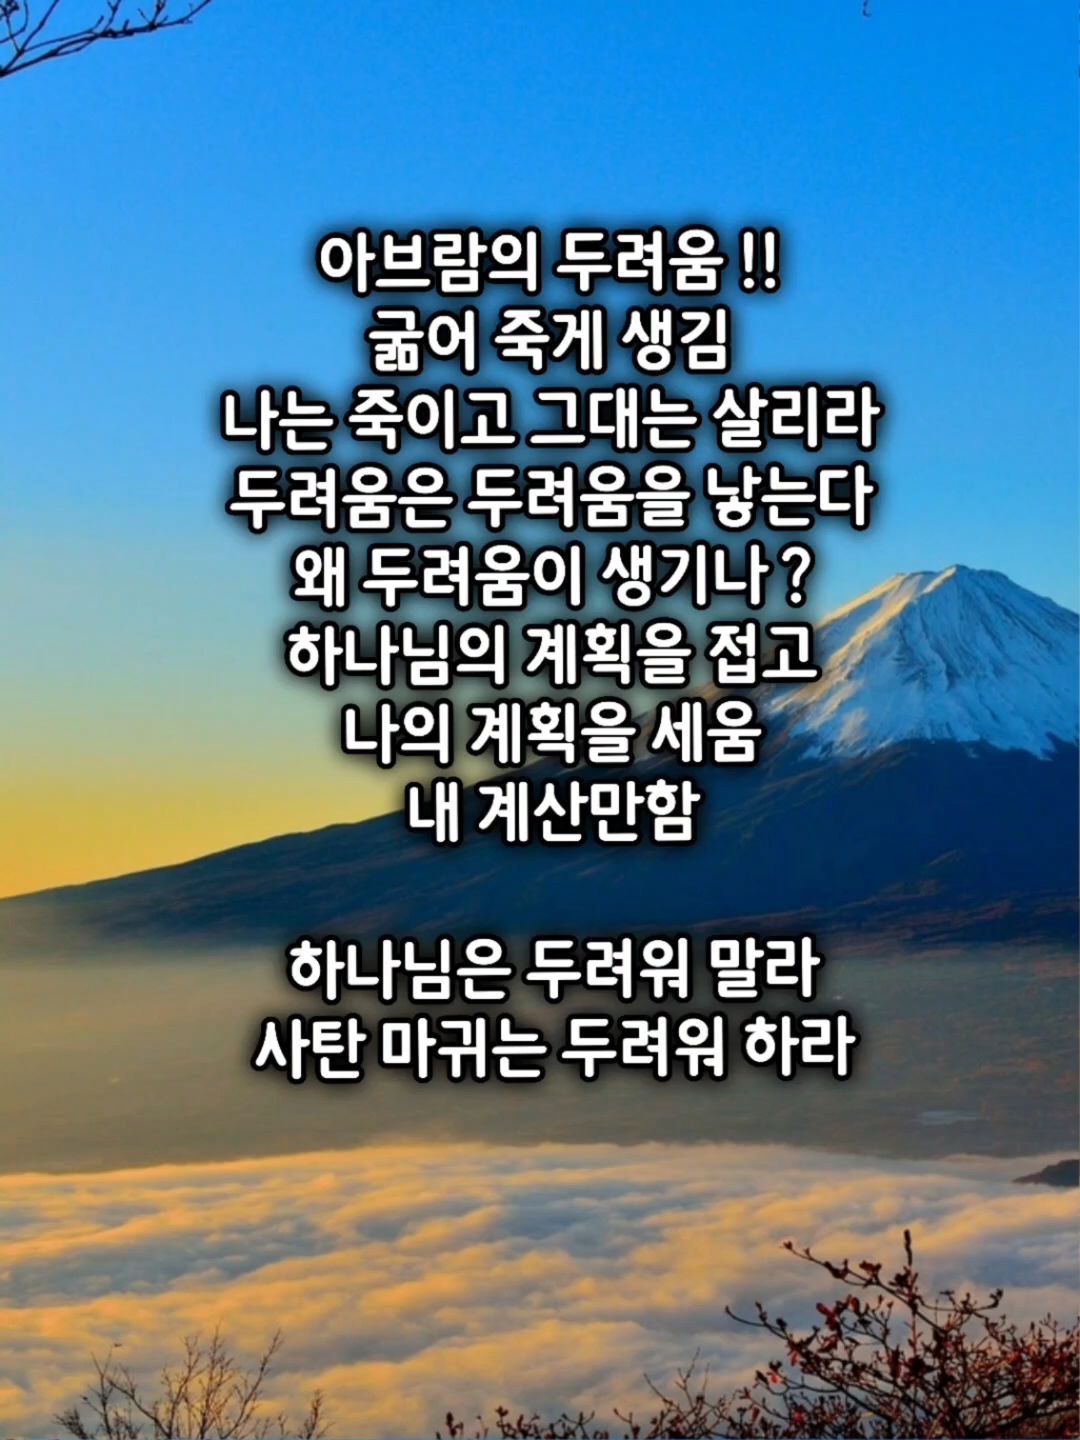 아브람의 두려움 !!
굶어 죽게 생김
나는 죽이고 그대는 살리라
두려움은 두려움을 낳는다
왜 두려움이 생기나?
하나님의 계획을 접고
나의 계획을 세움
내 계산만함
하나님은 두려워 말라
사탄 마귀는 두려워 하라